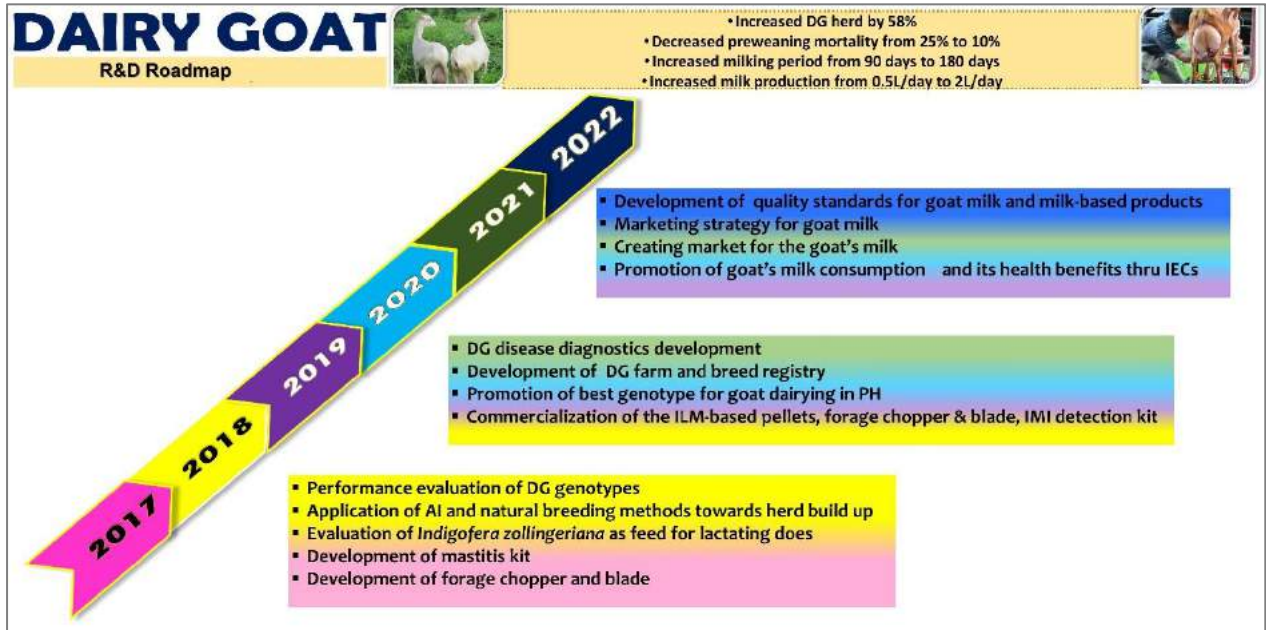 DAIRY GOAT
R&D Roadmap
•Increased DG herd by 58%
•Decreased preweaning mortality from 25% to 10%
•Increased milking period from 90 days to 180 days
•Increased milk production from 0.5L/day to 2L/day
2022
2021
2020
2019
2018
2017
▪ Development of quality standards for goat milk and milk-based products
▪ Marketing strategy for goat milk
▪ Creating market for the goat's milk
▪ Promotion of goat's milk consumption and its health benefits thru IECs
▪ DG disease diagnostics development
▪ Development of DG farm and breed registry
▪ Promotion of best genotype for goat dairying in PH
▪ Commercialization of the ILM-based pellets, forage chopper & blade, IMI detection kit
▪ Performance evaluation of DG genotypes
▪ Application of AI and natural breeding methods towards herd build up
▪ Evaluation of Indigofera zollingeriana as feed for lactating does
▪ Development of mastitis kit
▪ Development of forage chopper and blade